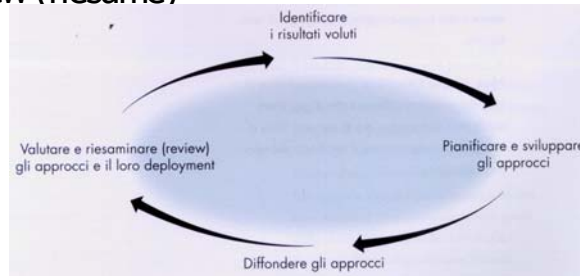 Identificare
i risultati voluti
Valutare e riesaminare (review)
gli approcci e il loro deployment
Pianificare e sviluppare
gli approcci
Diffondere gli approcci